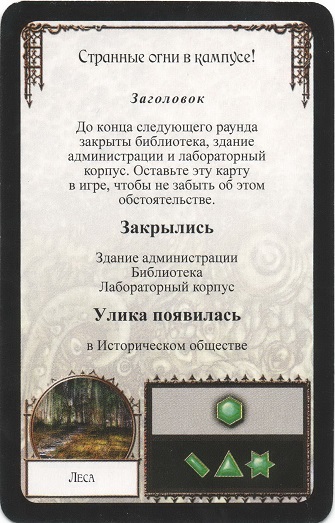 Странные огни в кампусе!
Заголовок
До конца следующего раунда
закрыты библиотека, здание
администрации и лабораторный
корпус. Оставьте эту карту
в игре, чтобы не забыть об этом
обстоятельстве.
Закрылись
Здание администрации
Библиотека
Лабораторный корпус
Улика появилась
в Историческом обществе
Леса